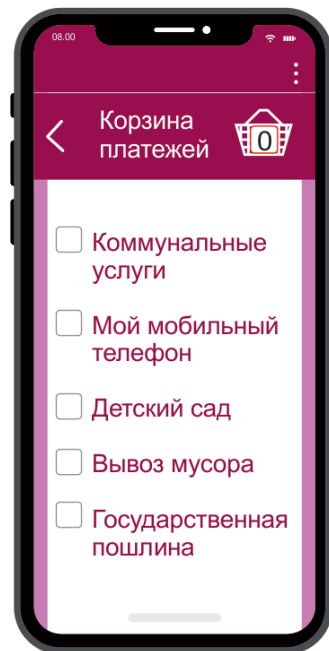 08.00
Корзина
платежей
0
Коммунальные
услуги
Мой мобильный
телефон
Детский сад
Вывоз мусора
Государственная
пошлина